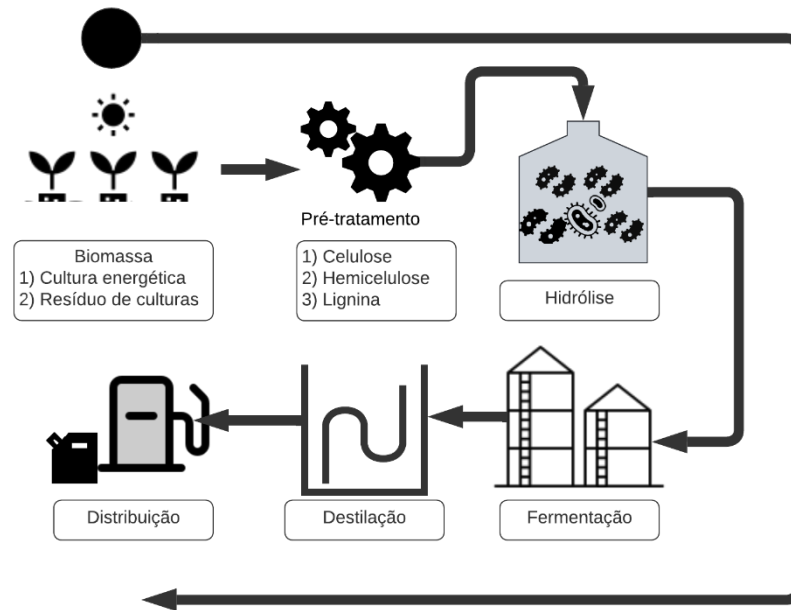 Pré-tratamento
Biomassa
1) Cultura energética
2) Resíduo de culturas
1) Celulose
2) Hemicelulose
3) Lignina
Hidrólise
Distribuição
Destilação
Fermentação